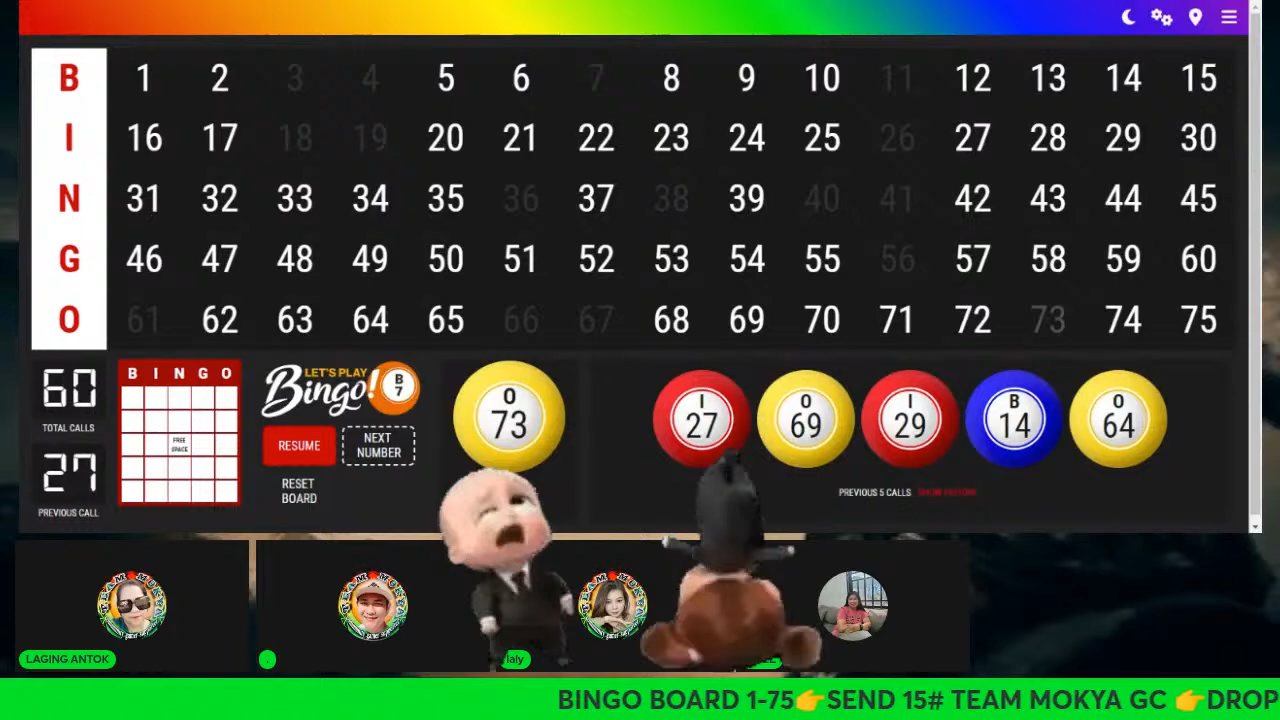 B 1 2 3 4 5 6 7 8 9 10 11 12 13 14 15
I 16 17 18 19 20 21 22 23 24 25 26 27 28 29 30
N 31 32 33 34 35 36 37 38 39 40 41 42 43 44 45
G 46 47 48 49 50 51 52 53 54 55 56 57 58 59 60
O 61 62 63 64 65 66 67 68 69 70 71 72 73 74 75
60
TOTAL CALLS
27
PREVIOUS CALL
B I N G O
FREE
SPACE
LET'S PLAY
Bingo!
B
7
RESUME
NEXT
NUMBER
RESET
BOARD
O
73
I
27
O
69
I
29
B
14
O
64
PREVIOUS 5 CALLS SHOW HISTORY
LAGING ANTOK
BINGO BOARD 1-75👉SEND 15# TEAM MOKYA GC 👉DROP